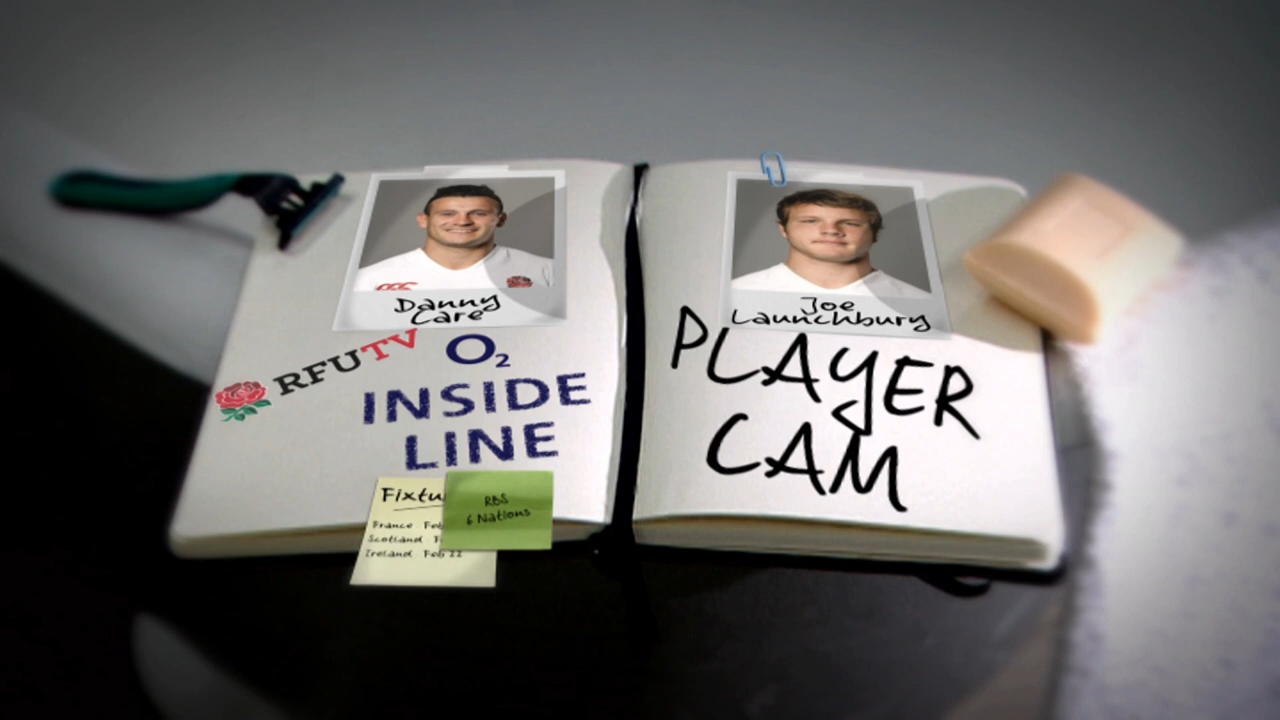 Danny
Care
RFUTV
O2
INSIDE
LINE
Fixtu
France Feb
Scotland F
Ireland Feb 22
RBS
6 Nations
Joe
Launchbury
PLAYER
CAM